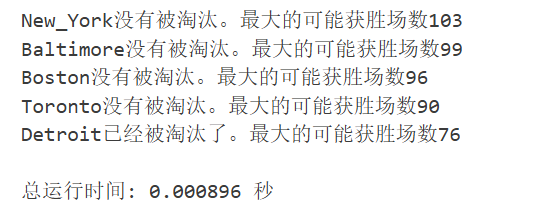 New_York没有被淘汰。最大的可能获胜场数103
Baltimore没有被淘汰。最大的可能获胜场数99
Boston没有被淘汰。最大的可能获胜场数96
Toronto没有被淘汰。最大的可能获胜场数90
Detroit已经被淘汰了。最大的可能获胜场数76
总运行时间: 0.000896 秒